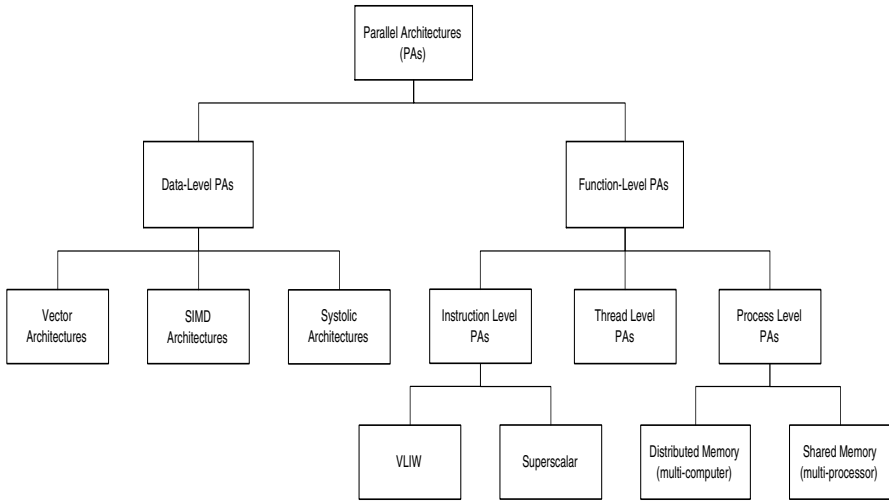 Parallel Architectures
(PAs)
Data-Level PAs
Function-Level PAs
Vector
Architectures
SIMD
Architectures
Systolic
Architectures
Instruction Level
PAs
Thread Level
PAs
Process Level
PAs
VLIW
Superscalar
Distributed Memory
(multi-computer)
Shared Memory
(multi-processor)